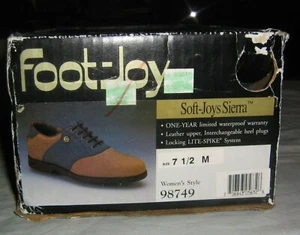 Foot-Joy
Soft-Joys Sierra™
• ONE-YEAR limited waterproof warranty
• Leather upper, Interchangeable heel plugs
• Locking LITE-SPIKE® System
SIZE 7 1/2 M
Women's Style
98749